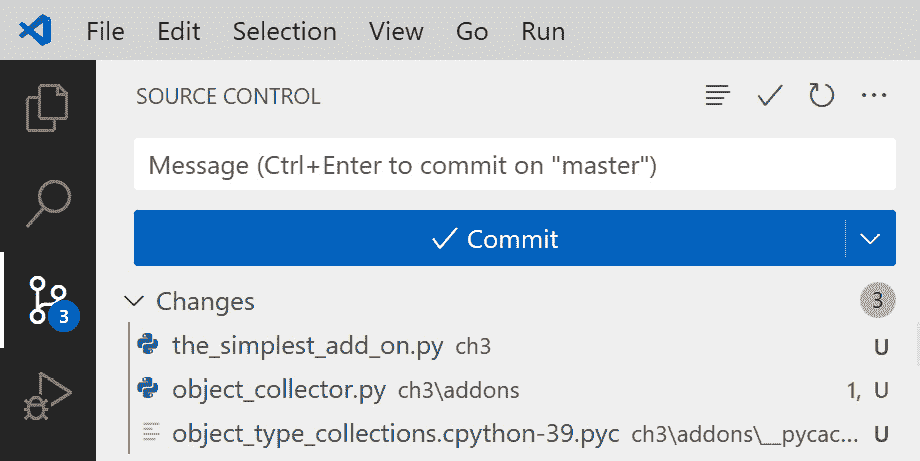 File Edit Selection View Go Run
SOURCE CONTROL
Message (Ctrl+Enter to commit on "master")
Commit
3
Changes 3
the_simplest_add_on.py ch3 U
object_collector.py ch3\addons 1, U
object_type_collections.cpython-39.pyc ch3\addons\__pycac... U